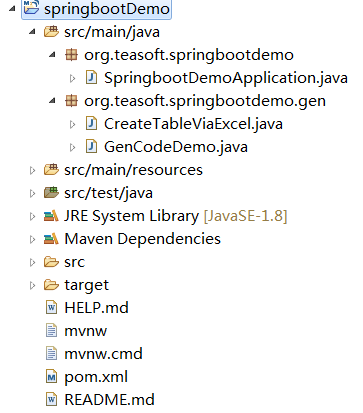 springbootDemo
src/main/java
org.teasoft.springbootdemo
SpringbootDemoApplication.java
org.teasoft.springbootdemo.gen
CreateTableViaExcel.java
GenCodeDemo.java
src/main/resources
src/test/java
JRE System Library [JavaSE-1.8]
Maven Dependencies
src
target
HELP.md
mvnw
mvnw.cmd
pom.xml
README.md